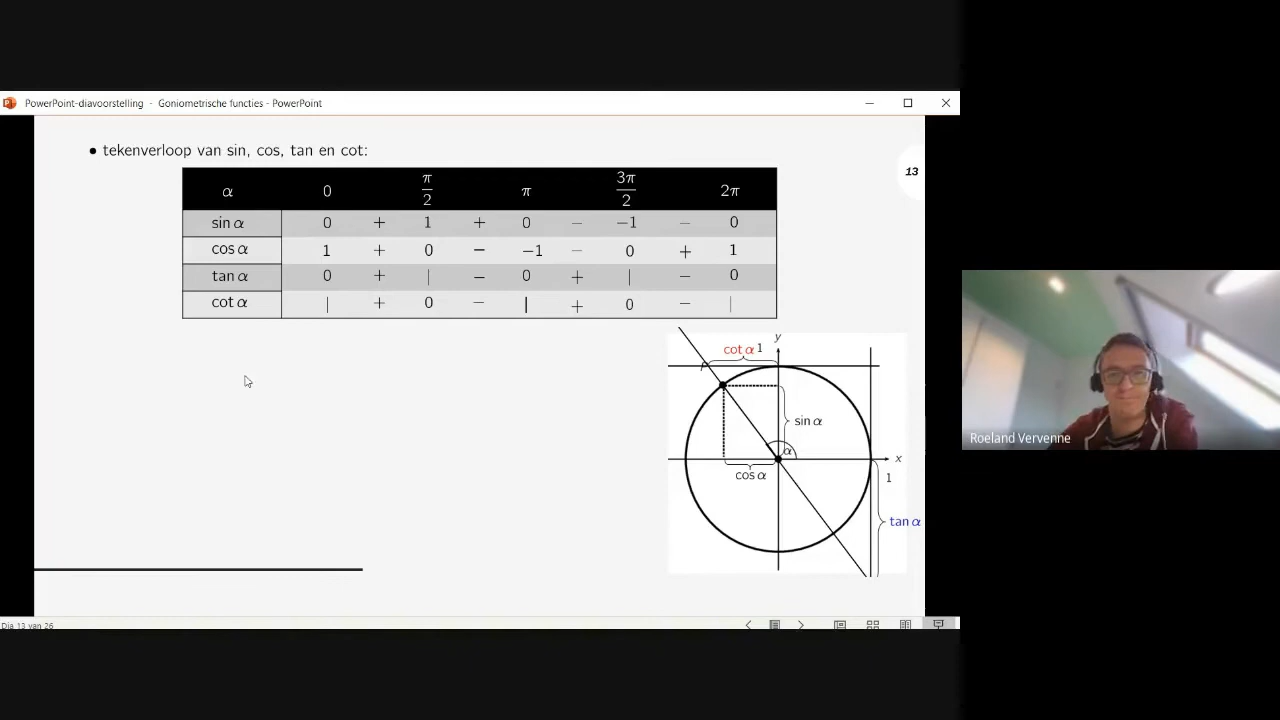 PowerPoint-diavoorstelling - Goniometrische functies - PowerPoint
• tekenverloop van sin, cos, tan en cot:
13
α 0 π/2 π 3π/2 2π
sin α 0 + 1 + 0 − −1 − 0
cos α 1 + 0 − −1 − 0 + 1
tan α 0 + | − 0 + | − 0
cot α | + 0 − | + 0 − |
y
cot α 1
sin α
α
x
cos α
1
tan α
Roeland Vervenne
Dia 13 van 26